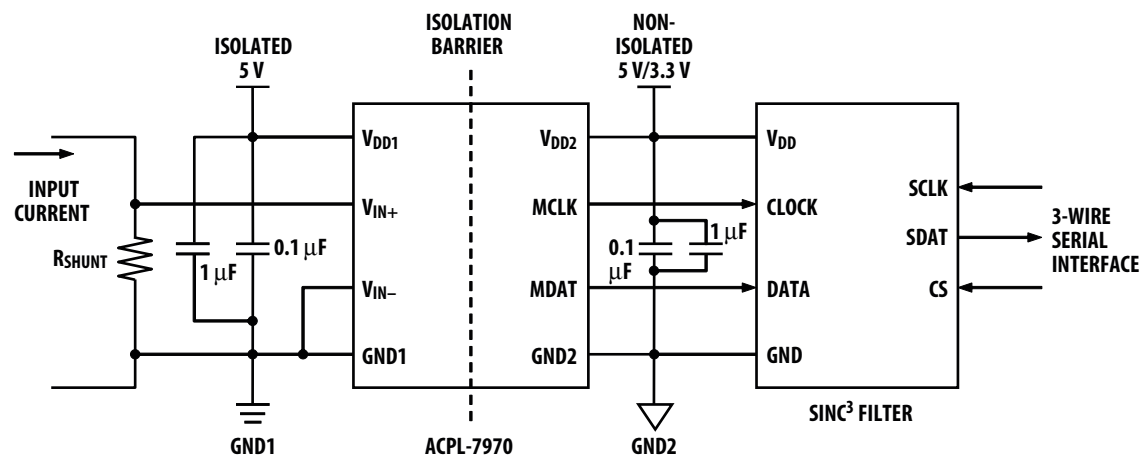 ISOLATED
5 V
ISOLATION
BARRIER
NON-
ISOLATED
5 V/3.3 V
INPUT
CURRENT
RSHUNT
1 μF
0.1 μF
VDD1
VIN+
VIN–
GND1
VDD2
MCLK
MDAT
GND2
0.1
μF
1 μF
VDD
CLOCK
DATA
GND
SCLK
SDAT
CS
3-WIRE
SERIAL
INTERFACE
GND1
ACPL-7970
GND2
SINC³ FILTER